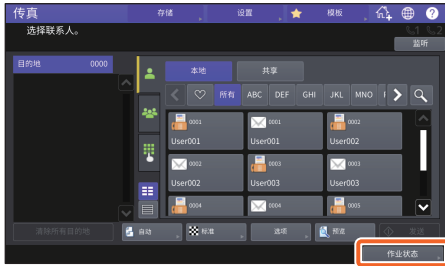 传真
存储 设置 模板
选择联系人。
监听
目的地 0000
本地 共享
所有 ABC DEF GHI JKL MNO
0001 0001 0002
User001 User001 User002
0002 0003 0003
User002 User003 User003
0004 0004 0005
清除所有目的地 自动 标准 选项 预览 发送
作业状态